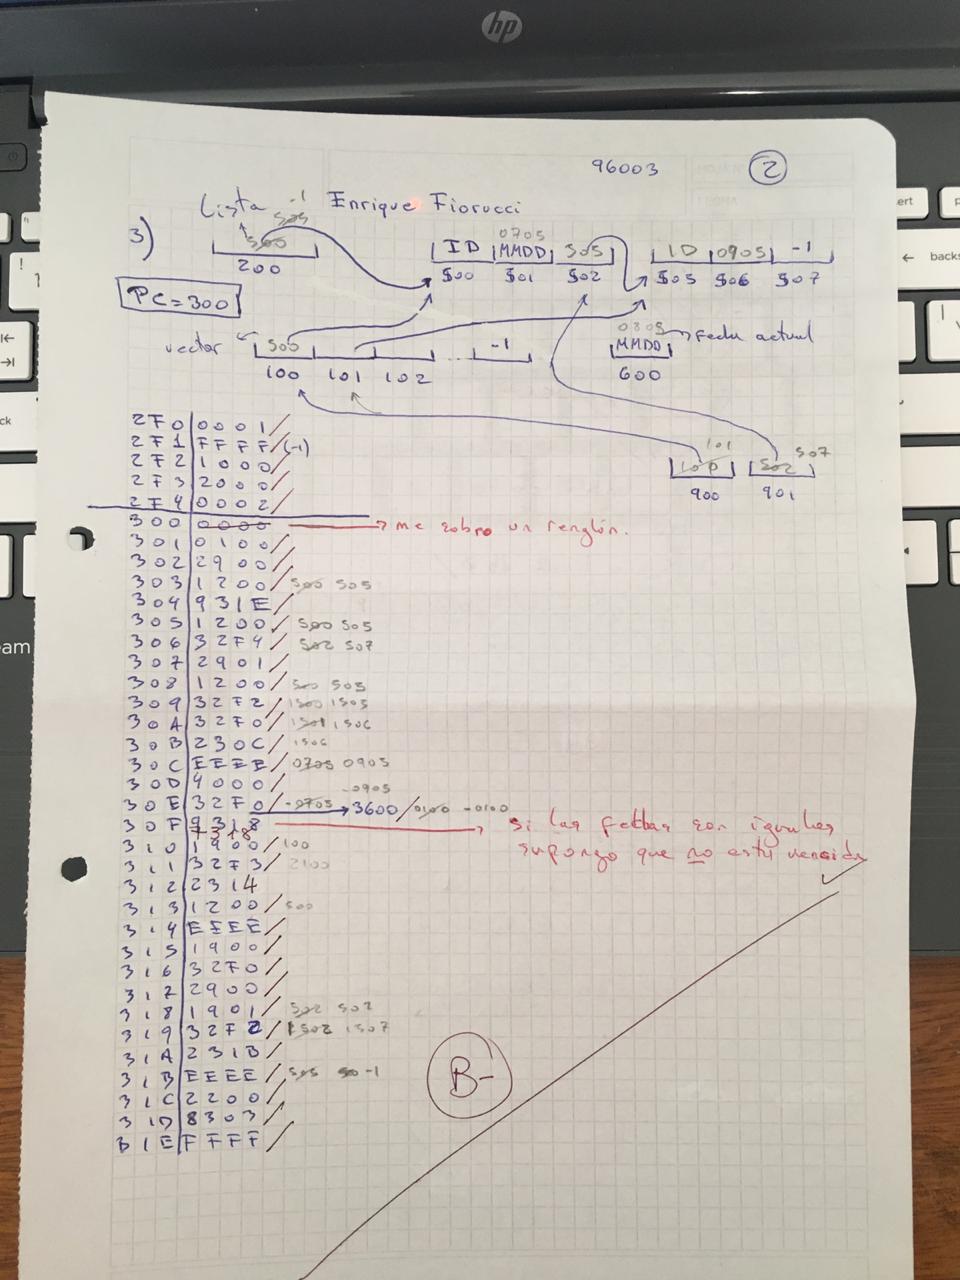 hp
96003 2
Lista -1 Enrique Fiorucci
3) 500 505
200
ID MMDD 0705 505
500 501 502
ID 0905 -1
505 506 507
PC=300
vector 500 -1
100 101 102
0805 fecha actual
MMDD
600
100 101 502 507
900 901
2F0 0001
2F1 FFFF (-1)
2F2 1000
2F3 2000
2F4 0002
300 0000 me sobro un renglón.
301 0100
302 2900
303 1200 500 505
304 931E
305 1200 500 505
306 32F4 502 507
307 2901
308 1200 500 505
309 32F2 1500 1505
30A 32F0 1501 1506
30B 230C 1506
30C EEEE 0705 0905
30D 4000 -0905
30E 32F0 -0705 3600 0100 -0100
30F 9318 si las fechas son iguales
7318
310 1900 100 supongo que no está vencida
311 32F3 2100
312 2314
313 1200 500
314 EEEE
315 1900
316 32F0
317 2900
318 1901 502 507
319 32F2 1502 1507
31A 231B
31B EEEE 505 -1
31C 2200
31D 8303
31E FFFF
B-
ert
backs
eam
ck